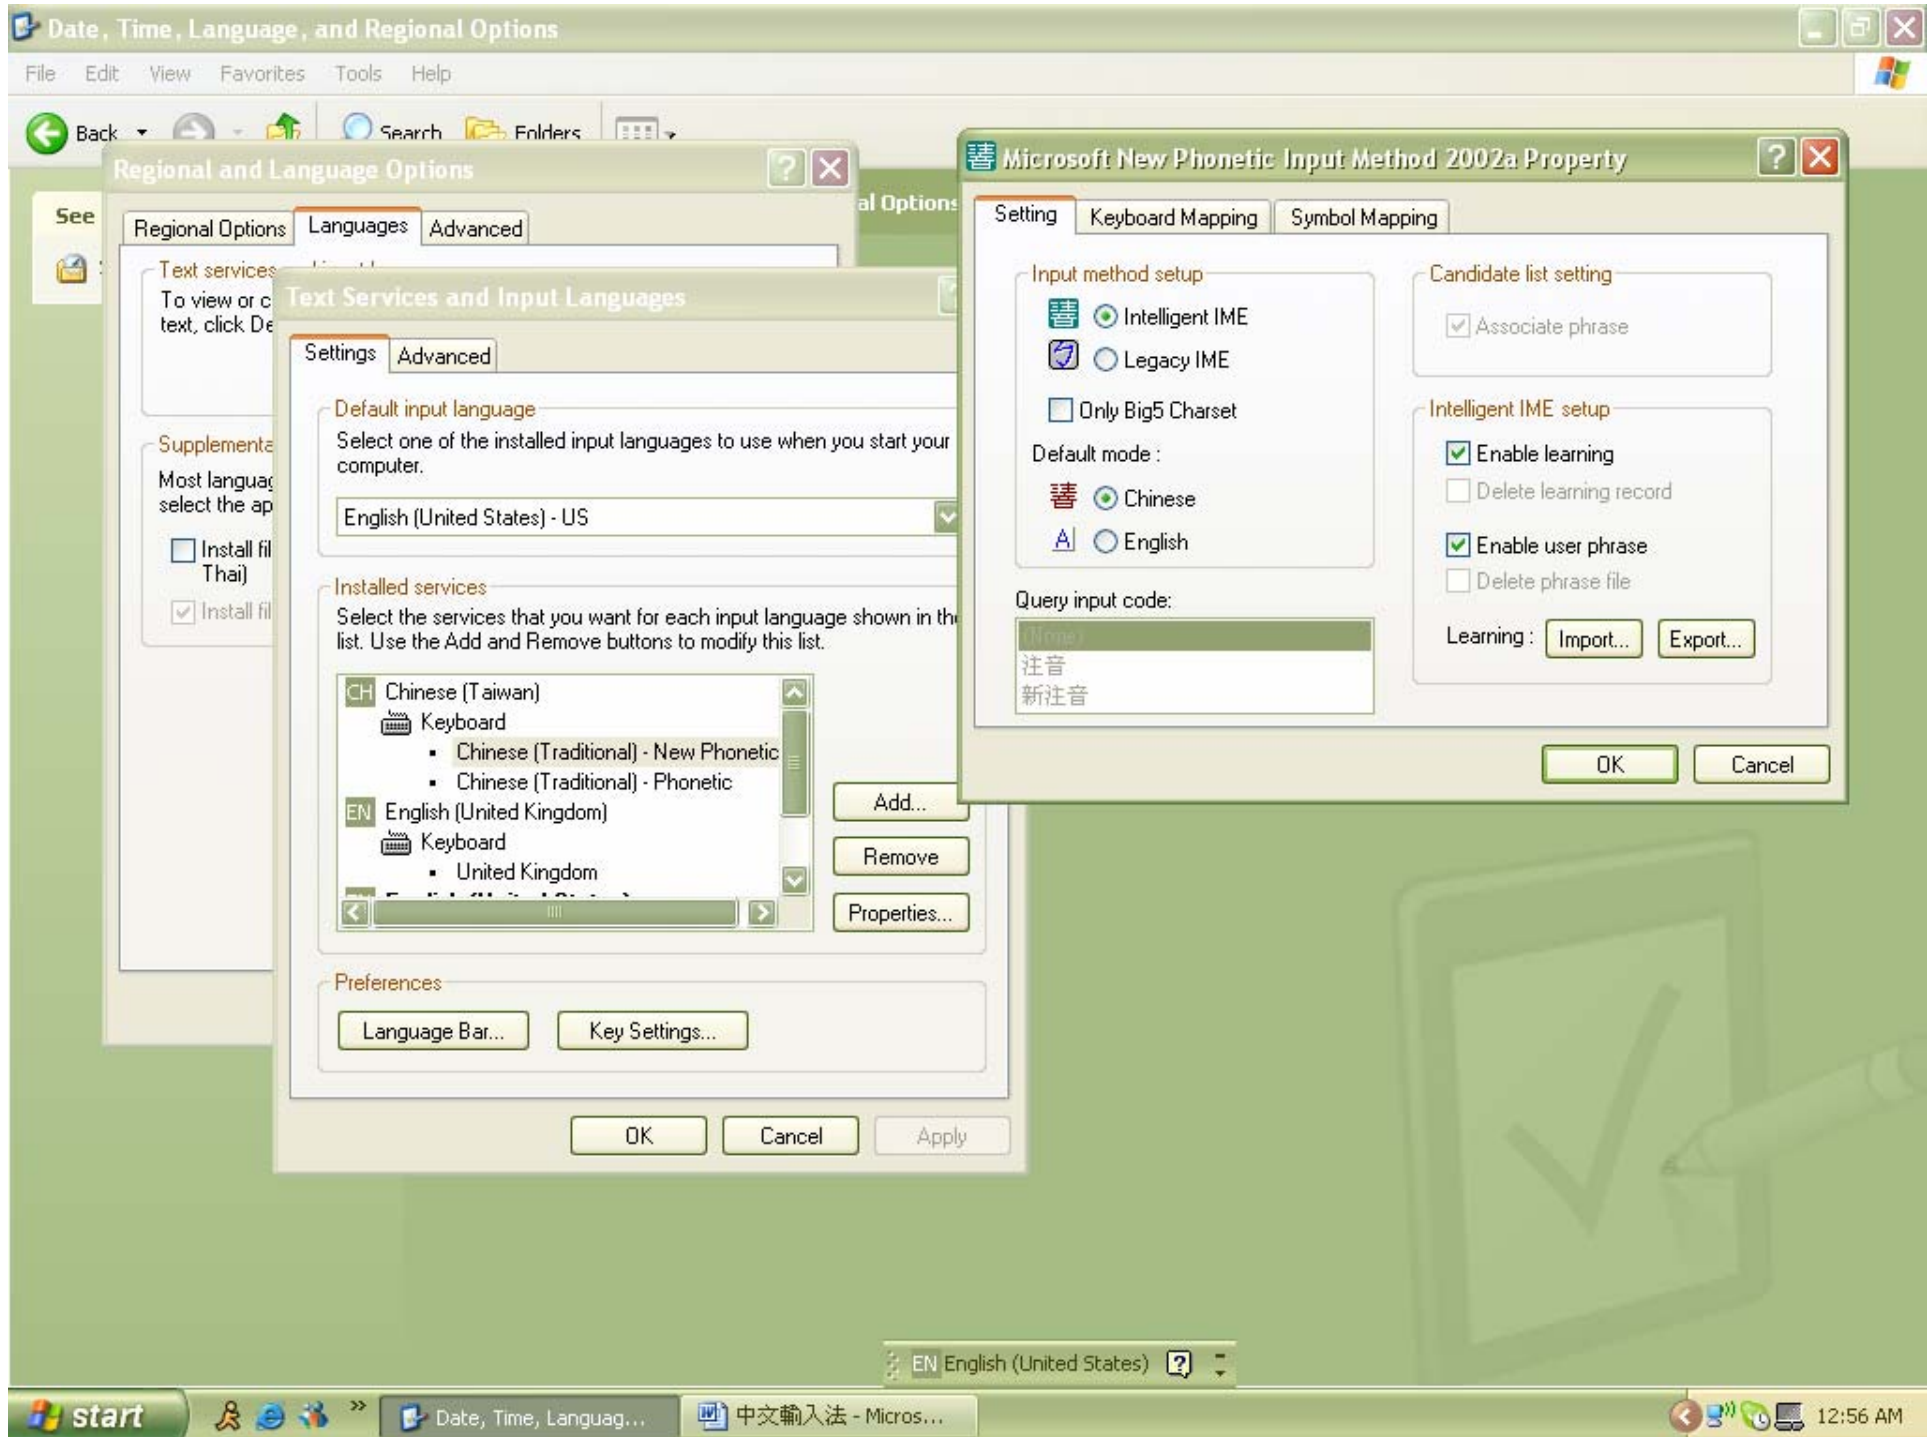 Date, Time, Language, and Regional Options
File Edit View Favorites Tools Help
Back Search Folders
Regional and Language Options
al Options
See
Regional Options Languages Advanced
Text services
To view or c
text, click De
Supplementa
Most languag
select the ap
Install fil
Thai)
Install fil
Text Services and Input Languages
Settings Advanced
Default input language
Select one of the installed input languages to use when you start your
computer.
English (United States) - US
Installed services
Select the services that you want for each input language shown in the
list. Use the Add and Remove buttons to modify this list.
CH Chinese (Taiwan)
Keyboard
Chinese (Traditional) - New Phonetic
Chinese (Traditional) - Phonetic
EN English (United Kingdom)
Keyboard
United Kingdom
Add...
Remove
Properties...
Preferences
Language Bar... Key Settings...
OK Cancel Apply
Microsoft New Phonetic Input Method 2002a Property
Setting Keyboard Mapping Symbol Mapping
Input method setup
Intelligent IME
Legacy IME
Only Big5 Charset
Default mode :
Chinese
English
Query input code:
(None)
注音
新注音
Candidate list setting
Associate phrase
Intelligent IME setup
Enable learning
Delete learning record
Enable user phrase
Delete phrase file
Learning : Import... Export...
OK Cancel
EN English (United States)
start Date, Time, Languag... 中文輸入法 - Micros... 12:56 AM